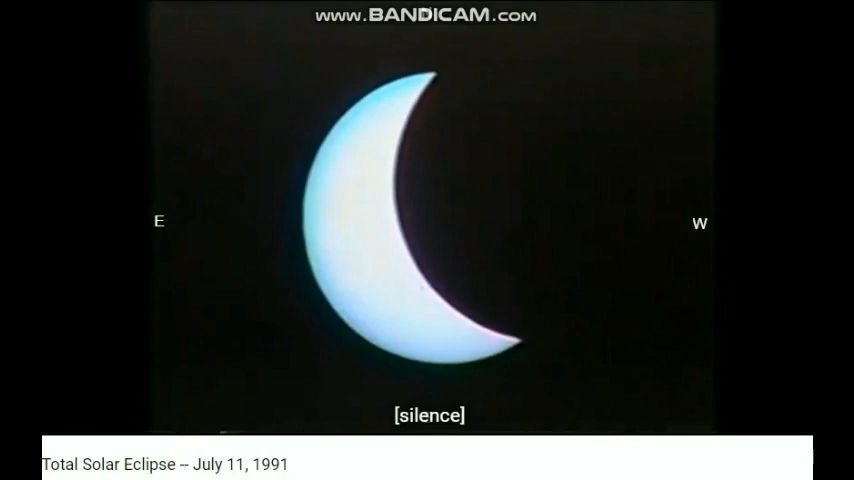 www.BANDICAM.com
E
W
[silence]
Total Solar Eclipse -- July 11, 1991